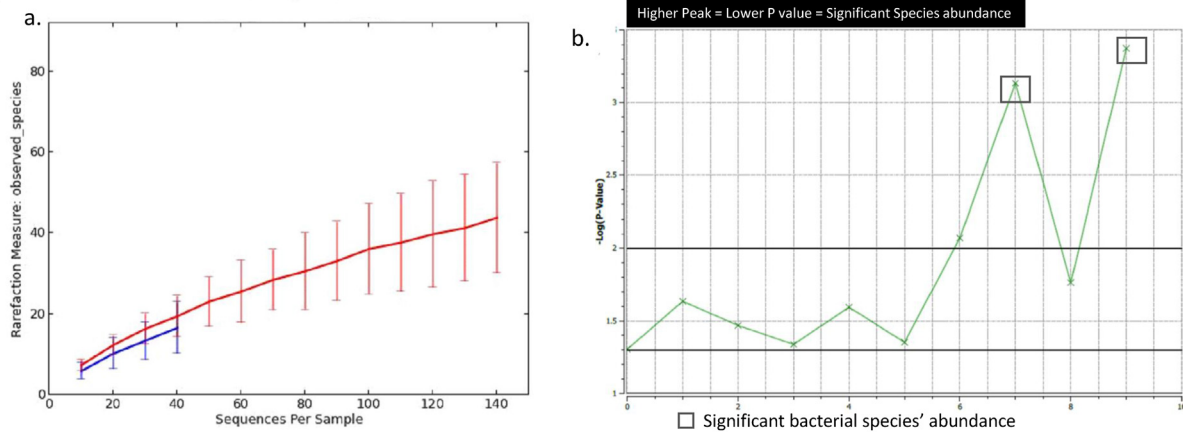 a.
Rarefaction Measure: observed_species
80
60
40
20
0
0 20 40 60 80 100 120 140
Sequences Per Sample
Higher Peak = Lower P value = Significant Species abundance
b.
-Log(P-Value)
3
2.5
2
1.5
1
0 2 4 6 8 10
Significant bacterial species’ abundance